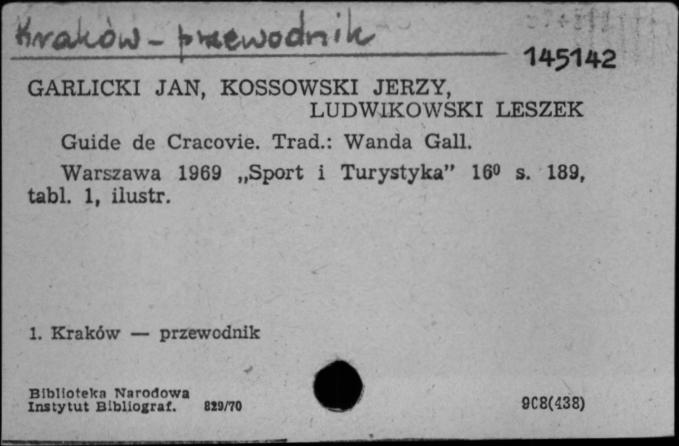 Kraków - przewodnik
145142
GARLICKI JAN, KOSSOWSKI JERZY,
LUDWIKOWSKI LESZEK
Guide de Cracovie. Trad.: Wanda Gall.
Warszawa 1969 „Sport i Turystyka” 16⁰ s. 189,
tabl. 1, ilustr.
1. Kraków — przewodnik
Biblioteka Narodowa
Instytut Bibliograf. 829/70
908(438)